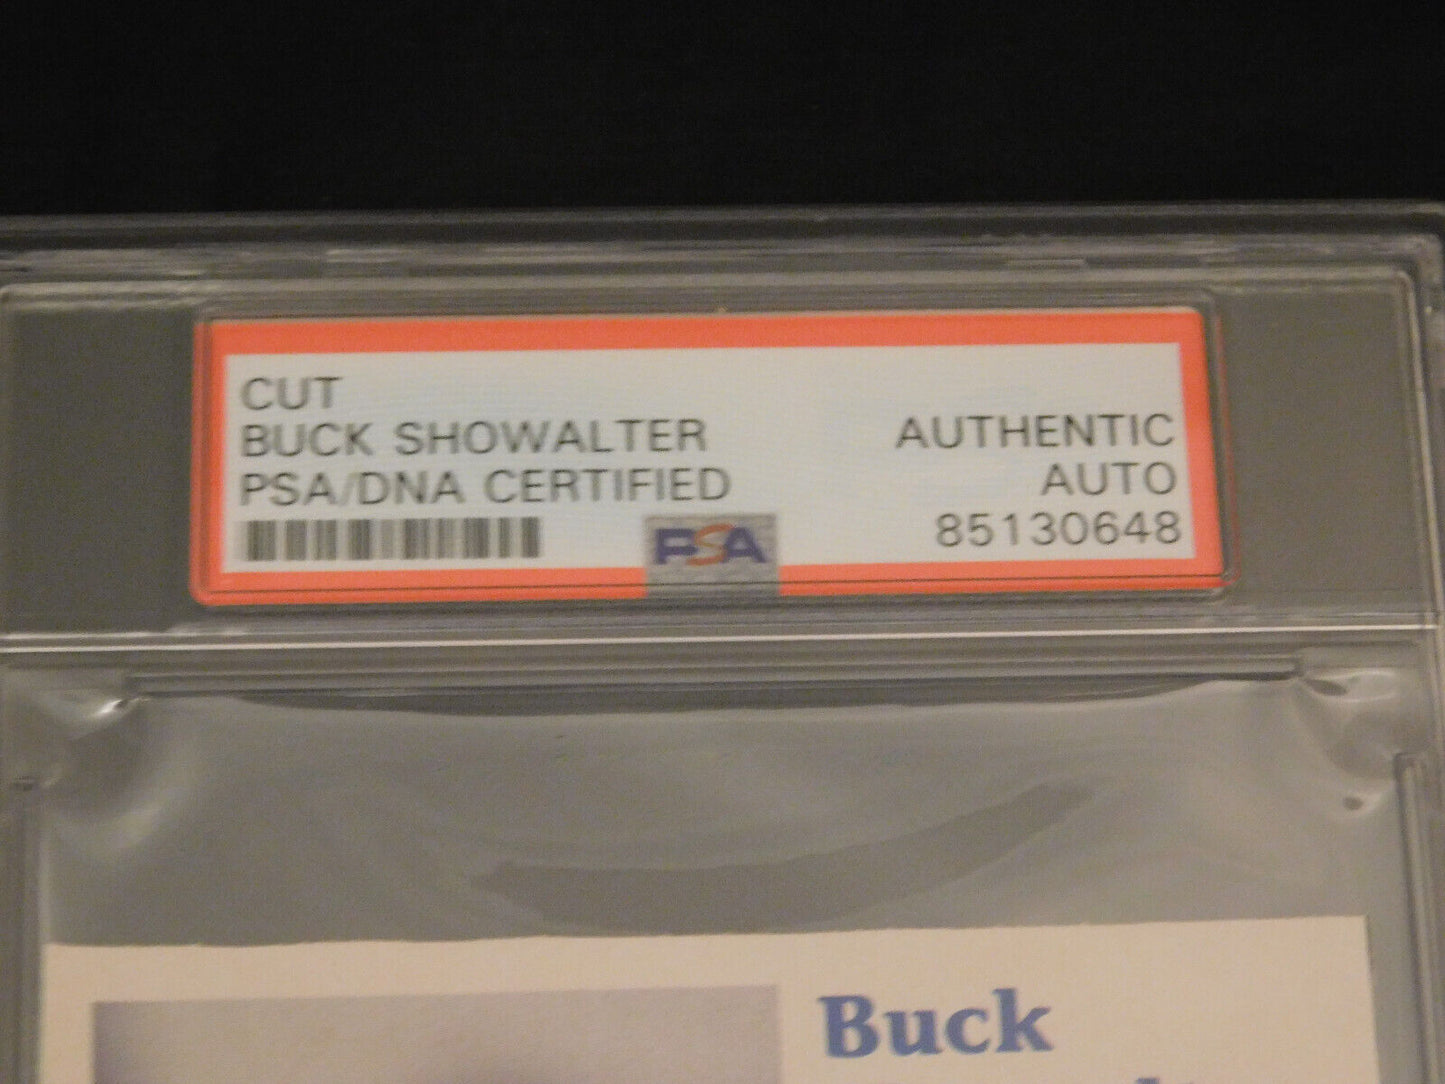 CUT
BUCK SHOWALTER
PSA/DNA CERTIFIED
AUTHENTIC
AUTO
85130648
PSA
Buck